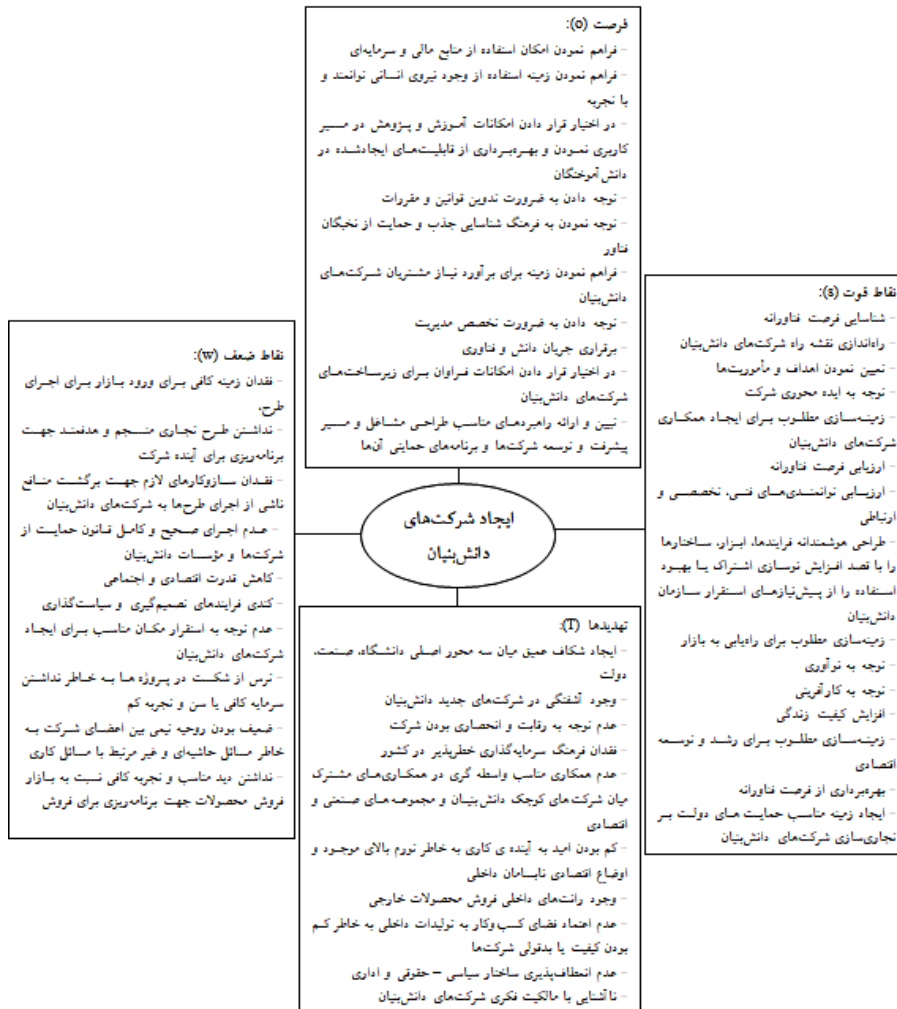 فرصت (o):
- فراهم نمودن امکان استفاده از منابع مالی و سرمایه‌ای
- فراهم نمودن زمینه استفاده از وجود نیروی انسانی توانمند و
با تجربه
- در اختیار قرار دادن امکانات آموزش و پژوهش در مسیر
کاربری نمودن و بهره‌برداری از قابلیت‌های ایجادشده در
دانش آموختگان
- توجه دادن به ضرورت تدوین قوانین و مقررات
- توجه نمودن به فرهنگ شناسایی جذب و حمایت از نخبگان
فناور
- فراهم نمودن زمینه برای بر آورد نیاز مشتریان شرکت‌های
دانش‌بنیان
- توجه دادن به ضرورت تخصص مدیریت
- برقراری جریان دانش و فناوری
- در اختیار قرار دادن امکانات فراوان برای زیرساخت‌های
شرکت‌های دانش‌بنیان
- تبیین و ارائه راهبردهای مناسب طراحی مشاغل و مسیر
پیشرفت و توسعه شرکت‌ها و برنامه‌های حمایتی آن‌ها
نقاط قوت (s):
- شناسایی فرصت فناورانه
- راه‌اندازی نقشه راه شرکت‌های دانش‌بنیان
- تعیین نمودن اهداف و مأموریت‌ها
- توجه به ایده محوری شرکت
- زمینه‌سازی مطلوب برای ایجاد همکاری
شرکت‌های دانش‌بنیان
- ارزیابی فرصت فناورانه
- ارزیابی توانمندی‌های فنی، تخصصی و
ارتباطی
- طراحی هوشمندانه فرایندها، ابزار، ساختارها
را با قصد افزایش نوسازی اشتراک یا بهبود
استفاده را از پیش‌نیازهای استقرار سازمان
دانش‌بنیان
- زمینه‌سازی مطلوب برای راه‌یابی به بازار
- توجه به نوآوری
- توجه به کارآفرینی
- افزایش کیفیت زندگی
- زمینه‌سازی مطلوب برای رشد و توسعه
اقتصادی
- بهره‌برداری از فرصت فناورانه
- ایجاد زمینه مناسب حمایت های دولت بر
تجاری‌سازی شرکت‌های دانش‌بنیان
ایجاد شرکت‌های
دانش‌بنیان
نقاط ضعف (w):
- فقدان زمینه کافی برای ورود بازار برای اجرای
طرح.
- نداشتن طرح تجاری منسجم و هدفمند جهت
برنامه‌ریزی برای آینده شرکت
- فقدان سازوکارهای لازم جهت برگشت منافع
ناشی از اجرای طرح‌ها به شرکت‌های دانش‌بنیان
- عدم اجرای صحیح و کامل قانون حمایت از
شرکت‌ها و مؤسسات دانش‌بنیان
- کاهش قدرت اقتصادی و اجتماعی
- کندی فرایندهای تصمیم‌گیری و سیاست‌گذاری
- عدم توجه به استقرار مکان مناسب برای ایجاد
شرکت‌های دانش‌بنیان
- ترس از شکست در پروژه ها به خاطر نداشتن
سرمایه کافی یا سن و تجربه کم
- ضعیف بودن روحیه تیمی بین اعضای شرکت به
خاطر مسائل حاشیه‌ای و غیر مرتبط با مسائل کاری
- نداشتن دید مناسب و تجربه کافی نسبت به بازار
فروش محصولات جهت برنامه‌ریزی برای فروش
تهدیدها (T):
- ایجاد شکاف عمیق میان سه محور اصلی دانشگاه، صنعت،
دولت
- وجود آشفتگی در شرکت‌های جدید دانش‌بنیان
- عدم توجه به رقابت و انحصاری بودن شرکت
- فقدان فرهنگ سرمایه‌گذاری خطرپذیر در کشور
- عدم همکاری مناسب واسطه گری در همکاری‌های مشترک
میان شرکت های کوچک دانش‌بنیان و مجموعه های صنعتی و
اقتصادی
- کم بودن امید به آینده ی کاری به خاطر تورم بالای موجود و
اوضاع اقتصادی نابسامان داخلی
- وجود رانت‌های داخلی فروش محصولات خارجی
- عدم اعتماد فضای کسب‌وکار به تولیدات داخلی به خاطر کم
بودن کیفیت یا بدقولی شرکت‌ها
- عدم انعطاف‌پذیری ساختار سیاسی – حقوقی و اداری
- نا آشنایی با مالکیت فکری شرکت‌های دانش‌بنیان